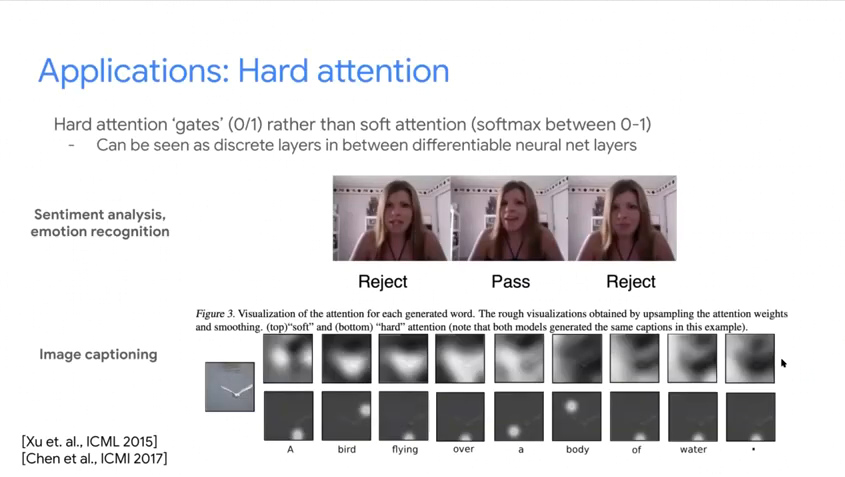 Applications: Hard attention
Hard attention ‘gates’ (0/1) rather than soft attention (softmax between 0-1)
- Can be seen as discrete layers in between differentiable neural net layers
Sentiment analysis,
emotion recognition
Reject Pass Reject
Figure 3. Visualization of the attention for each generated word. The rough visualizations obtained by upsampling the attention weights
and smoothing. (top)“soft” and (bottom) “hard” attention (note that both models generated the same captions in this example).
Image captioning
A bird flying over a body of water .
[Xu et. al., ICML 2015]
[Chen et al., ICMI 2017]